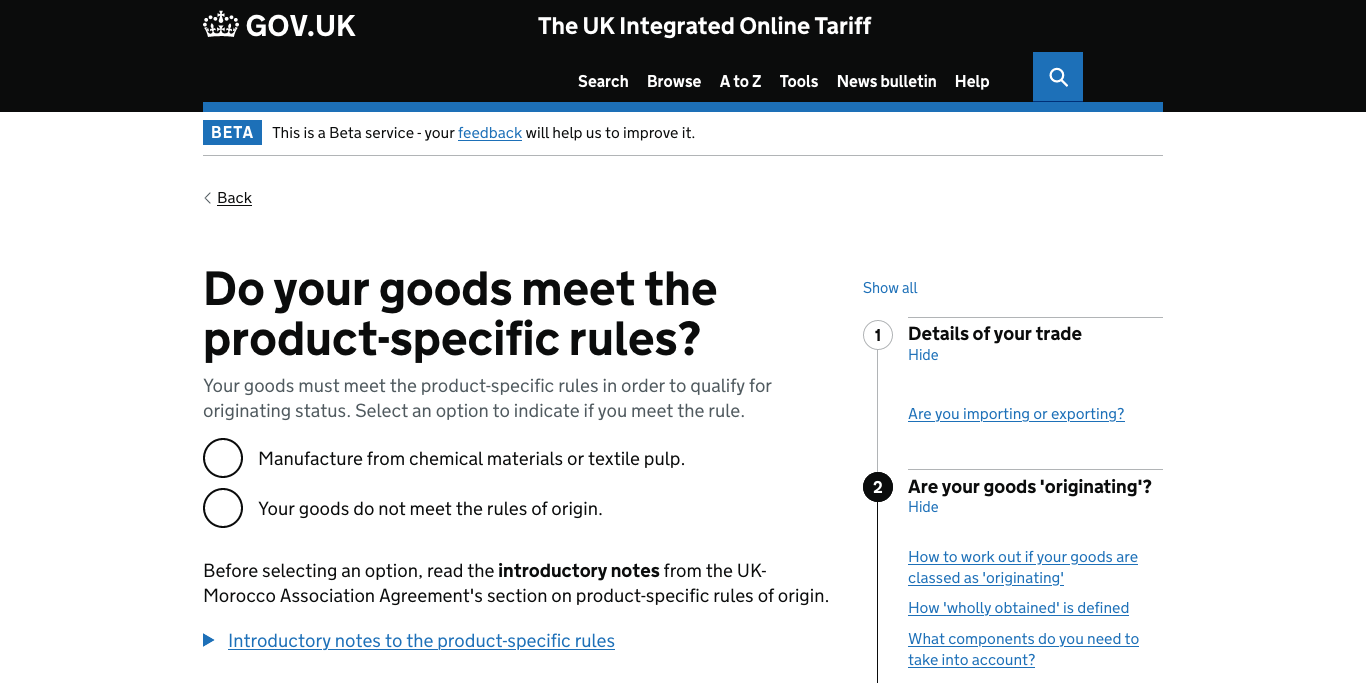 GOV.UK
The UK Integrated Online Tariff
Search Browse A to Z Tools News bulletin Help
BETA This is a Beta service - your feedback will help us to improve it.
Back
Do your goods meet the
product-specific rules?
Your goods must meet the product-specific rules in order to qualify for
originating status. Select an option to indicate if you meet the rule.
Manufacture from chemical materials or textile pulp.
Your goods do not meet the rules of origin.
Before selecting an option, read the introductory notes from the UK-
Morocco Association Agreement's section on product-specific rules of origin.
Introductory notes to the product-specific rules
Show all
1 Details of your trade
Hide
Are you importing or exporting?
2 Are your goods 'originating'?
Hide
How to work out if your goods are
classed as 'originating'
How 'wholly obtained' is defined
What components do you need to
take into account?